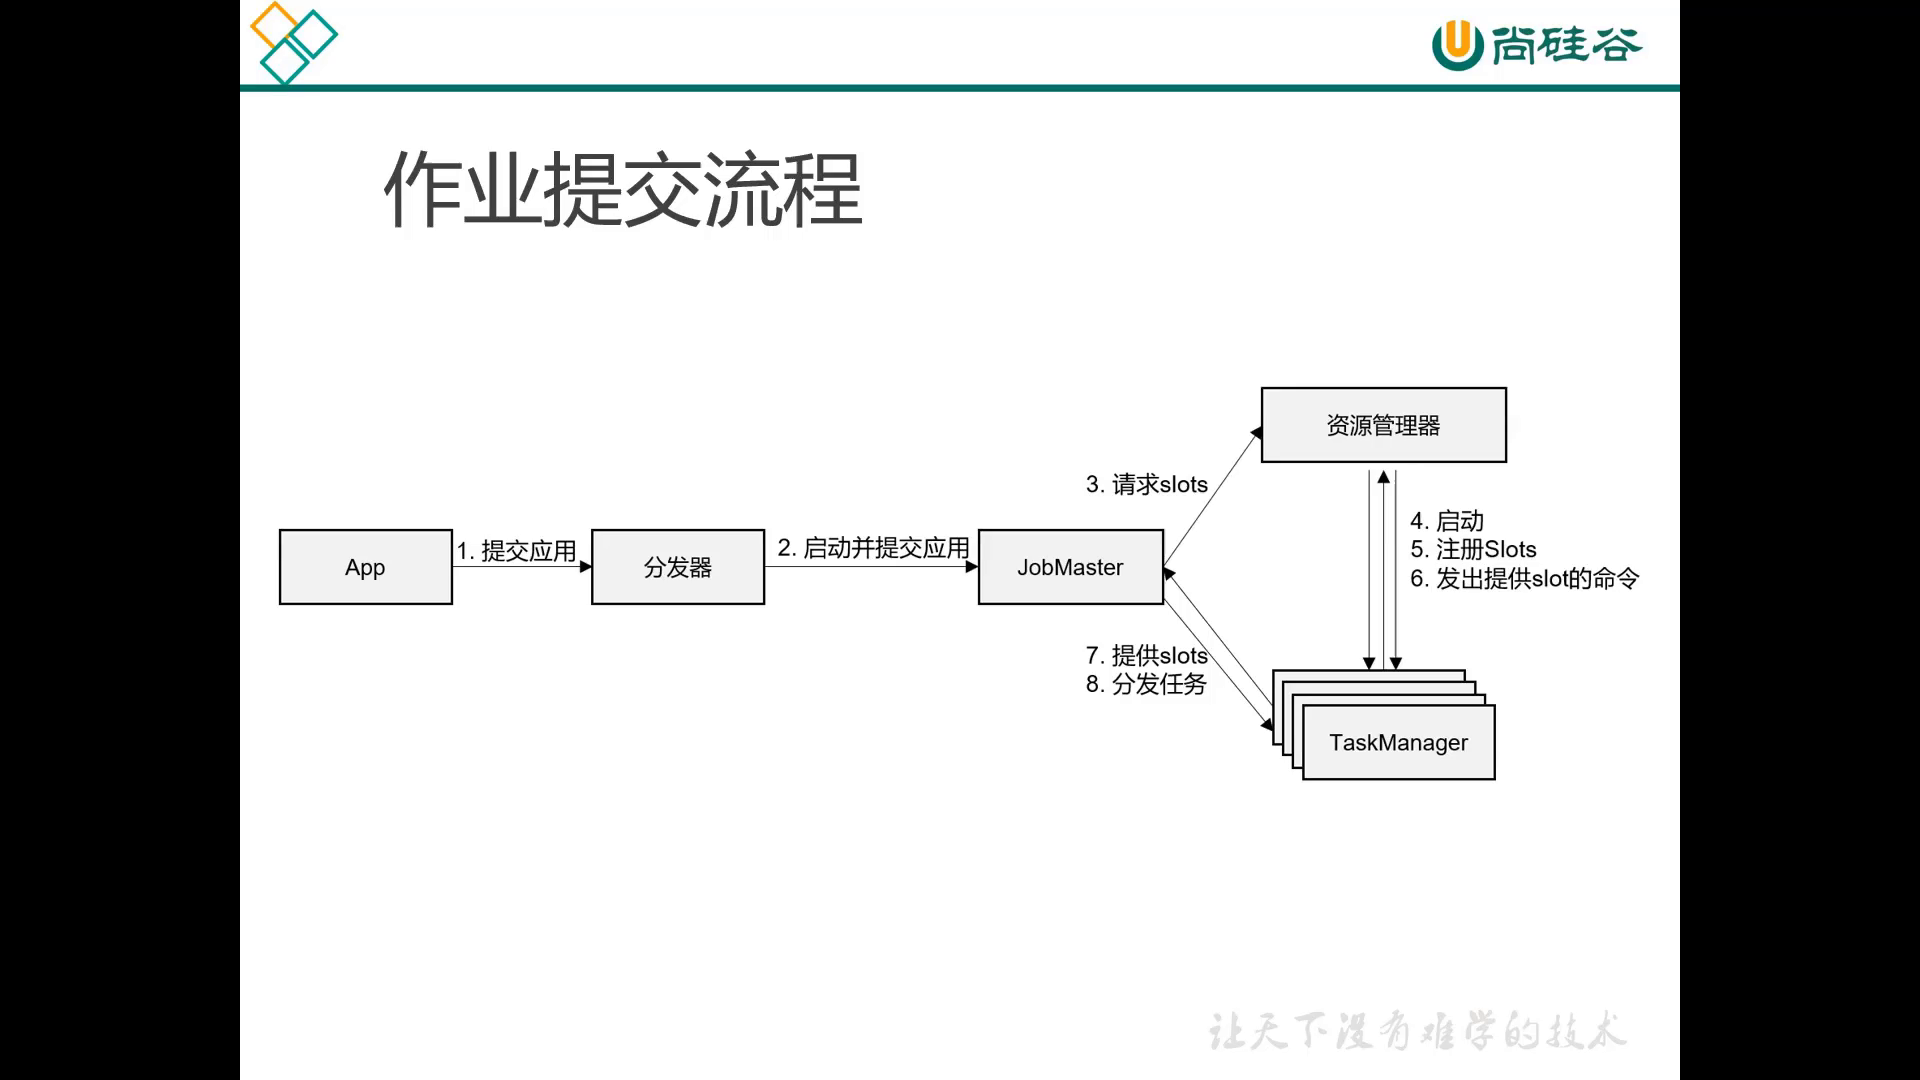 尚硅谷
作业提交流程
资源管理器
3. 请求slots
4. 启动
5. 注册Slots
6. 发出提供slot的命令
App
1. 提交应用
分发器
2. 启动并提交应用
JobMaster
7. 提供slots
8. 分发任务
TaskManager
让天下没有难学的技术